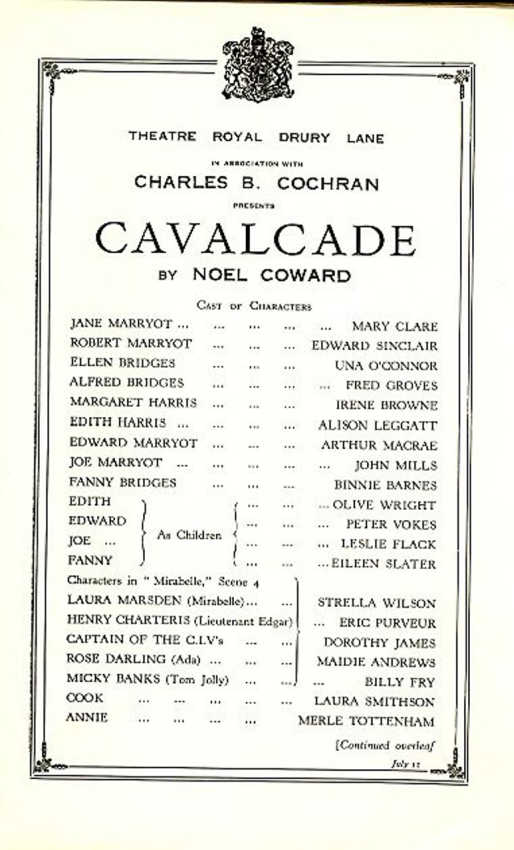 THEATRE ROYAL DRURY LANE
IN ASSOCIATION WITH
CHARLES B. COCHRAN
PRESENTS
CAVALCADE
BY NOEL COWARD
CAST OF CHARACTERS
JANE MARRYOT ... ... ... ... ... MARY CLARE
ROBERT MARRYOT ... ... ... EDWARD SINCLAIR
ELLEN BRIDGES ... ... ... UNA O'CONNOR
ALFRED BRIDGES ... ... ... ... FRED GROVES
MARGARET HARRIS ... ... ... IRENE BROWNE
EDITH HARRIS ... ... ... ... ALISON LEGGATT
EDWARD MARRYOT ... ... ... ARTHUR MACRAE
JOE MARRYOT ... ... ... ... ... JOHN MILLS
FANNY BRIDGES ... ... ... BINNIE BARNES
EDITH ... ... ... OLIVE WRIGHT
EDWARD ... ... ... PETER VOKES
As Children
JOE ... ... ... ... LESLIE FLACK
FANNY ... ... ... EILEEN SLATER
Characters in "Mirabelle," Scene 4
LAURA MARSDEN (Mirabelle) ... ... STRELLA WILSON
HENRY CHARTERIS (Lieutenant Edgar) ... ERIC PURVEUR
CAPTAIN OF THE C.I.V's ... ... DOROTHY JAMES
ROSE DARLING (Ada) ... ... MAIDIE ANDREWS
MICKY BANKS (Tom Jolly) ... ... ... BILLY FRY
COOK ... ... ... ... ... LAURA SMITHSON
ANNIE ... ... ... ... MERLE TOTTENHAM
[Continued overleaf